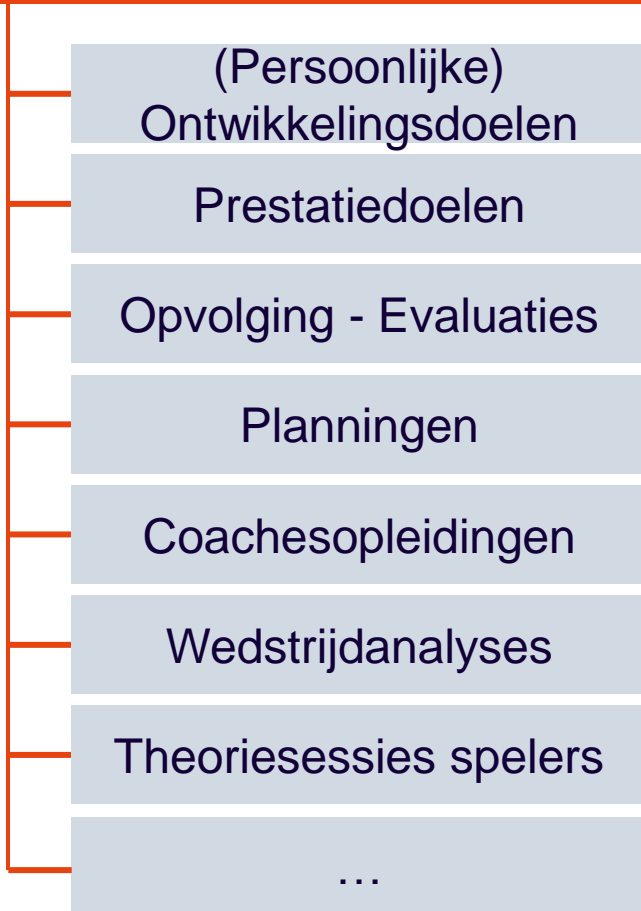 (Persoonlijke)
Ontwikkelingsdoelen
Prestatiedoelen
Opvolging - Evaluaties
Planningen
Coachesopleidingen
Wedstrijdanalyses
Theoriesessies spelers
…